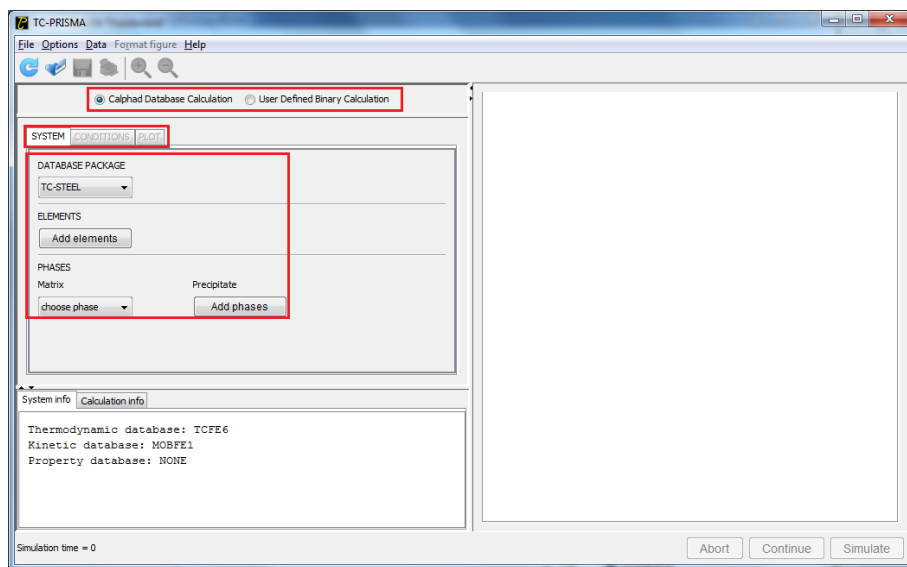 TC-PRISMA
File Options Data Format figure Help
Calphad Database Calculation User Defined Binary Calculation
SYSTEM CONDITIONS PLOT
DATABASE PACKAGE
TC-STEEL
ELEMENTS
Add elements
PHASES
Matrix Precipitate
choose phase Add phases
System info Calculation info
Thermodynamic database: TCFE6
Kinetic database: MOBFE1
Property database: NONE
Simulation time = 0
Abort Continue Simulate